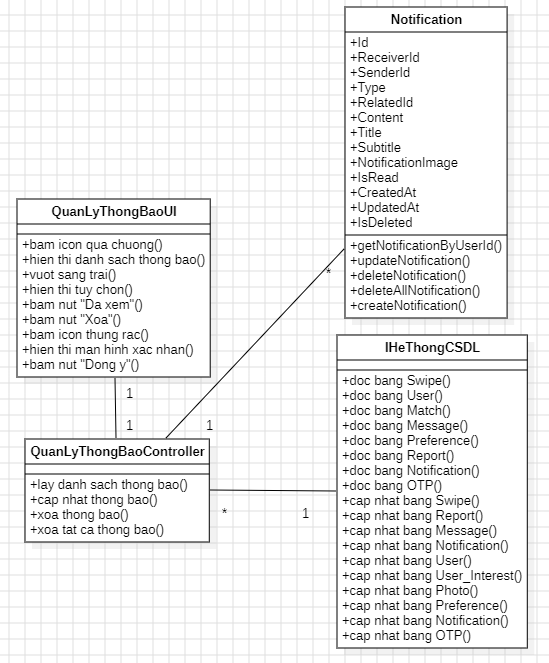 Notification
+Id
+ReceiverId
+SenderId
+Type
+RelatedId
+Content
+Title
+Subtitle
+NotificationImage
+IsRead
+CreatedAt
+UpdatedAt
+IsDeleted
+getNotificationByUserId()
+updateNotification()
+deleteNotification()
+deleteAllNotification()
+createNotification()
QuanLyThongBaoUI
+bam icon qua chuong()
+hien thi danh sach thong bao()
+vuot sang trai()
+hien thi tuy chon()
+bam nut "Da xem"()
+bam nut "Xoa"()
+bam icon thung rac()
+hien thi man hinh xac nhan()
+bam nut "Dong y"()
*
1
1
1
QuanLyThongBaoController
+lay danh sach thong bao()
+cap nhat thong bao()
+xoa thong bao()
+xoa tat ca thong bao()
*
1
IHeThongCSDL
+doc bang Swipe()
+doc bang User()
+doc bang Match()
+doc bang Message()
+doc bang Preference()
+doc bang Report()
+doc bang Notification()
+doc bang OTP()
+cap nhat bang Swipe()
+cap nhat bang Report()
+cap nhat bang Message()
+cap nhat bang Notification()
+cap nhat bang User()
+cap nhat bang User_Interest()
+cap nhat bang Photo()
+cap nhat bang Preference()
+cap nhat bang Notification()
+cap nhat bang OTP()